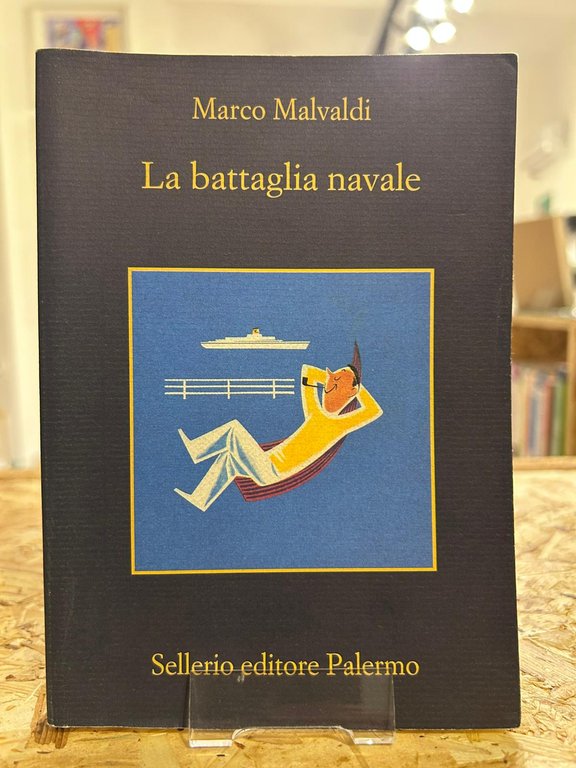 Marco Malvaldi
La battaglia navale
Sellerio editore Palermo